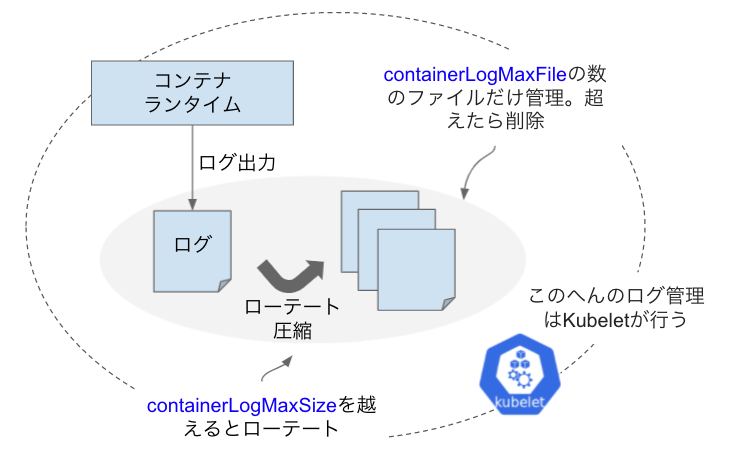 コンテナ
ランタイム
containerLogMaxFileの数
のファイルだけ管理。超
えたら削除
ログ出力
ログ
ローテート
圧縮
このへんのログ管理
はKubeletが行う
kubelet
containerLogMaxSizeを越
えるとローテート